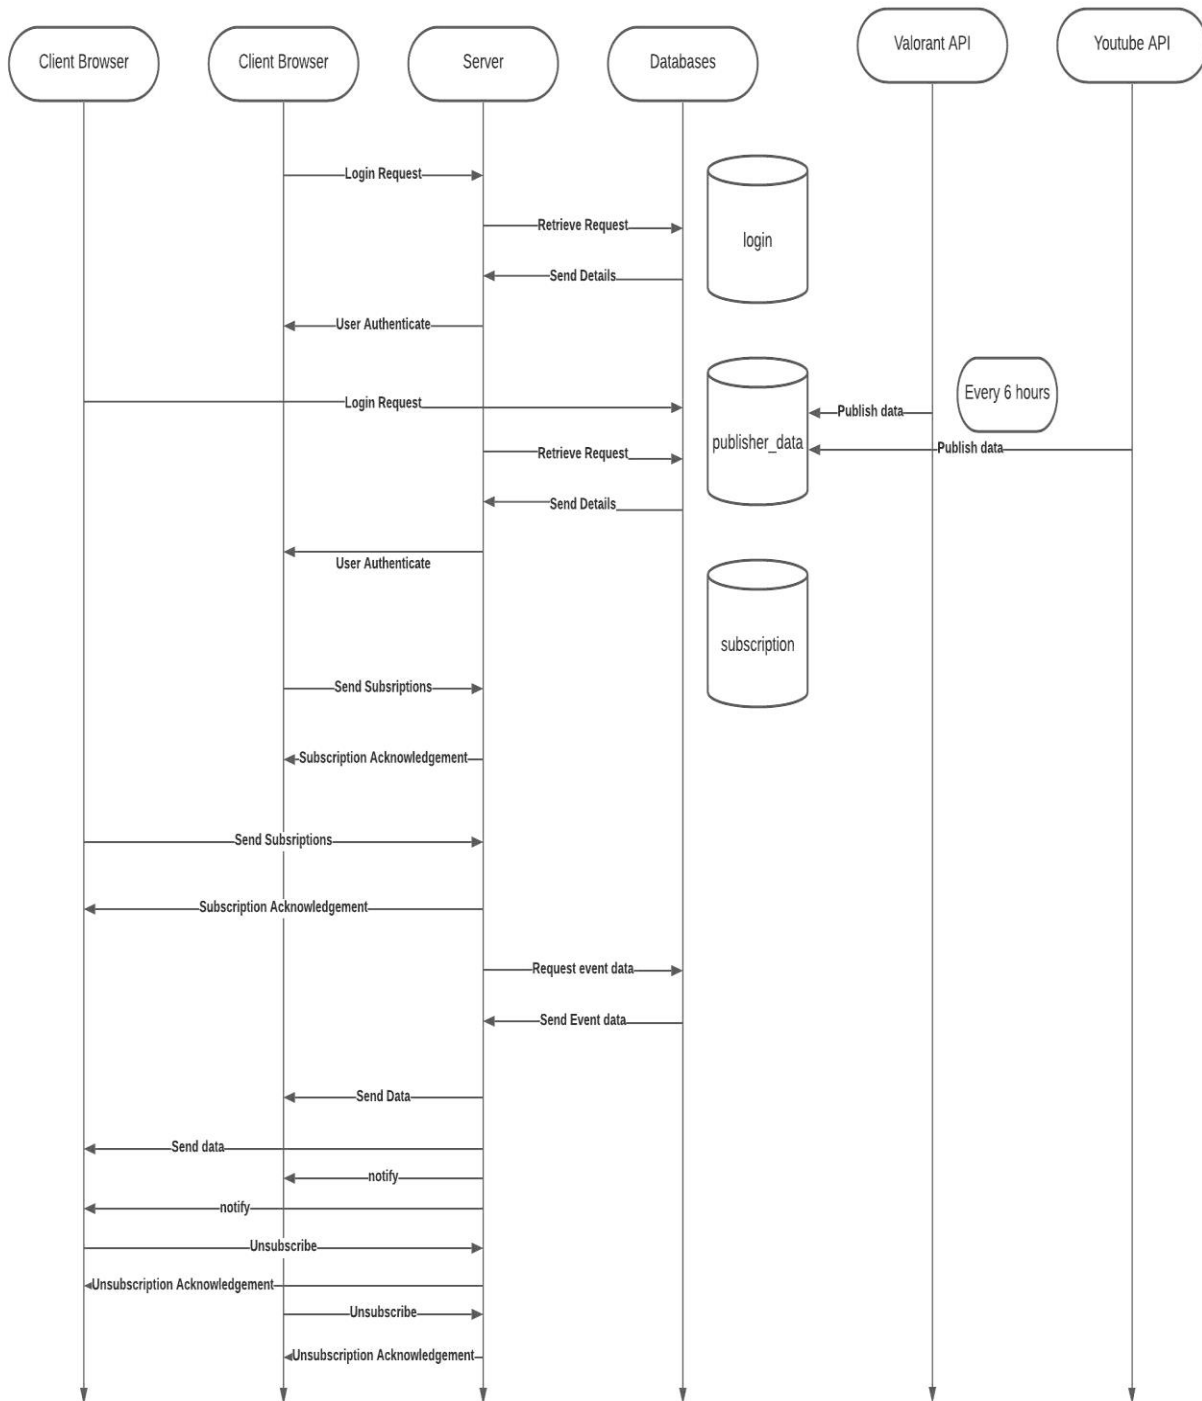 Client Browser
Client Browser
Server
Databases
Valorant API
Youtube API
Login Request
Retrieve Request
login
Send Details
User Authenticate
Every 6 hours
Login Request
Publish data
publisher_data
Publish data
Retrieve Request
Send Details
User Authenticate
subscription
Send Subsriptions
Subscription Acknowledgement
Send Subsriptions
Subscription Acknowledgement
Request event data
Send Event data
Send Data
Send data
notify
notify
Unsubscribe
Unsubscription Acknowledgement
Unsubscribe
Unsubscription Acknowledgement